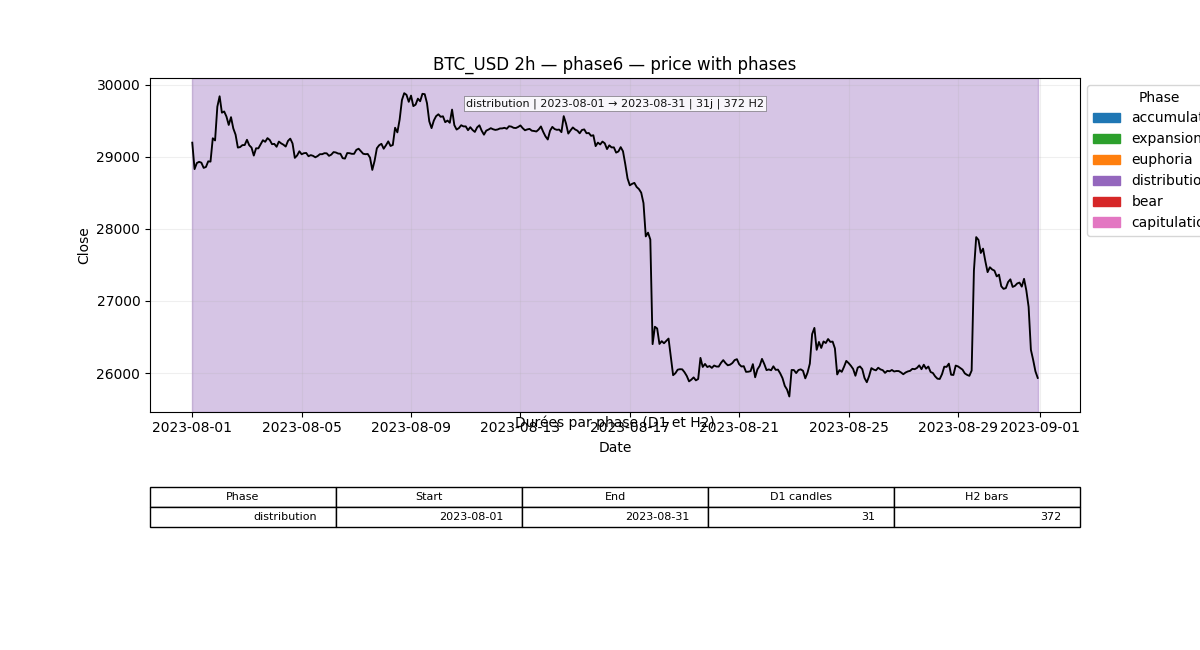 BTC_USD 2h — phase6 — price with phases
30000
29000
28000
27000
26000
Close
distribution | 2023-08-01 → 2023-08-31 | 31j | 372 H2
Phase
accumulat
expansion
euphoria
distributio
bear
capitulatio
Durées par phase (D1 et H2)
2023-08-01 2023-08-05 2023-08-09 2023-08-13 2023-08-17 2023-08-21 2023-08-25 2023-08-29 2023-09-01
Date
Phase Start End D1 candles H2 bars
distribution 2023-08-01 2023-08-31 31 372